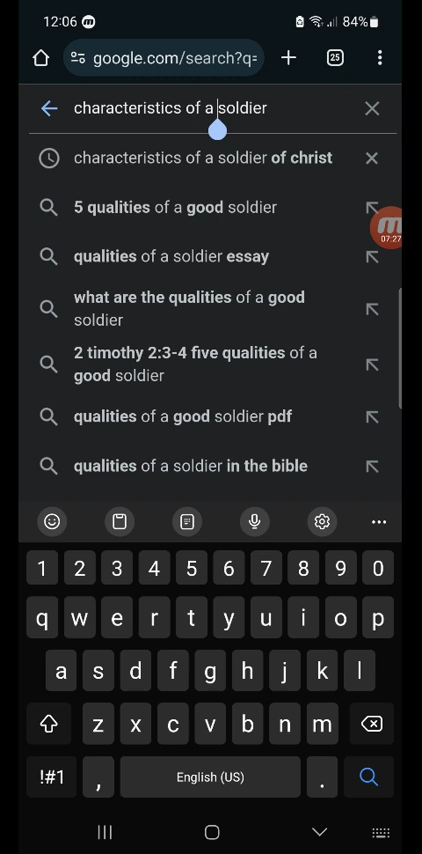 12:06 84%
google.com/search?q= 25
characteristics of a soldier
characteristics of a soldier of christ
5 qualities of a good soldier
07:27
qualities of a soldier essay
what are the qualities of a good
soldier
2 timothy 2:3-4 five qualities of a
good soldier
qualities of a good soldier pdf
qualities of a soldier in the bible
1 2 3 4 5 6 7 8 9 0
q w e r t y u i o p
a s d f g h j k l
z x c v b n m
!#1 , English (US) .